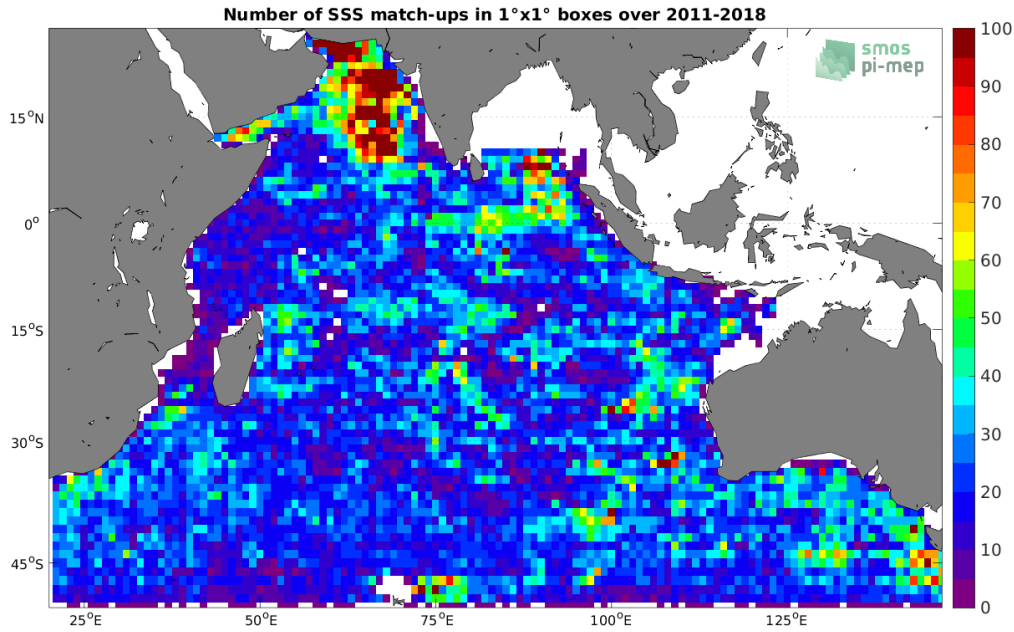 Number of SSS match-ups in 1°x1° boxes over 2011-2018
smos
pi-mep
15°N
0°
15°S
30°S
45°S
25°E
50°E
75°E
100°E
125°E
100
90
80
70
60
50
40
30
20
10
0